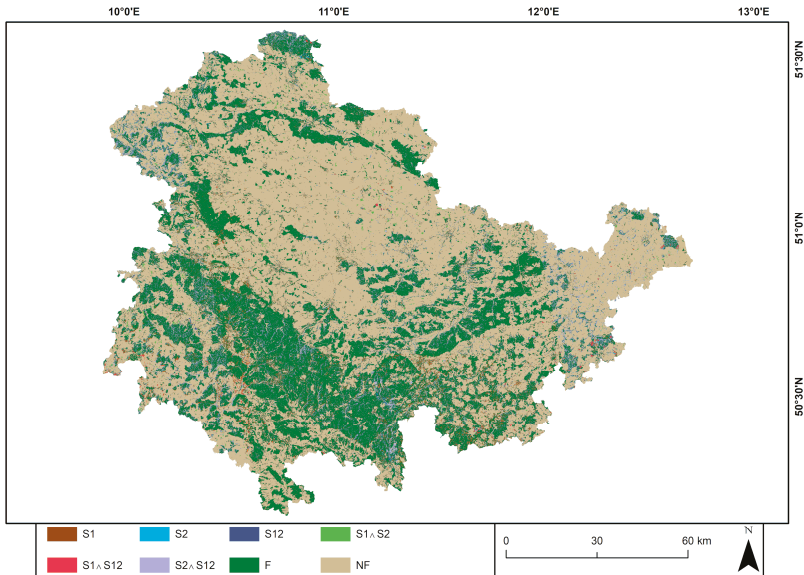 10°0'E 11°0'E 12°0'E 13°0'E
51°30'N
51°0'N
50°30'N
S1 S2 S12 S1∧S2
S1∧S12 S2∧S12 F NF
0 30 60 km
N